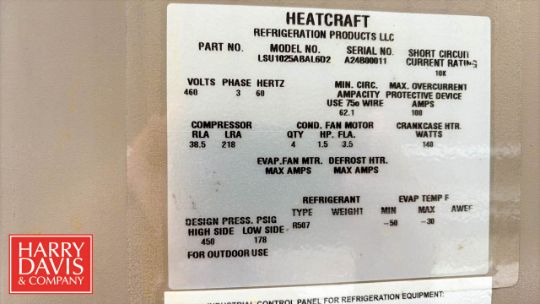 HEATCRAFT
REFRIGERATION PRODUCTS LLC
PART NO. MODEL NO. SERIAL NO. SHORT CIRCUIT
CURRENT RATING
LSU1025ABAL6D2 A24B00011 10K
VOLTS PHASE HERTZ MIN. CIRC. MAX. OVERCURRENT
460 3 60 AMPACITY PROTECTIVE DEVICE
USE 75o WIRE AMPS
62.1 100
COMPRESSOR COND. FAN MOTOR CRANKCASE HTR.
RLA LRA QTY HP. FLA. WATTS
38.5 218 4 1.5 3.5 140
EVAP.FAN MTR. DEFROST HTR.
MAX AMPS MAX AMPS
REFRIGERANT EVAP TEMP F
TYPE WEIGHT MIN MAX AWEF
DESIGN PRESS. PSIG R507 -50 -30
HIGH SIDE LOW SIDE
450 178
FOR OUTDOOR USE
INDUSTRIAL CONTROL PANEL FOR REFRIGERATION EQUIPMENT:
HARRY
DAVIS
& COMPANY